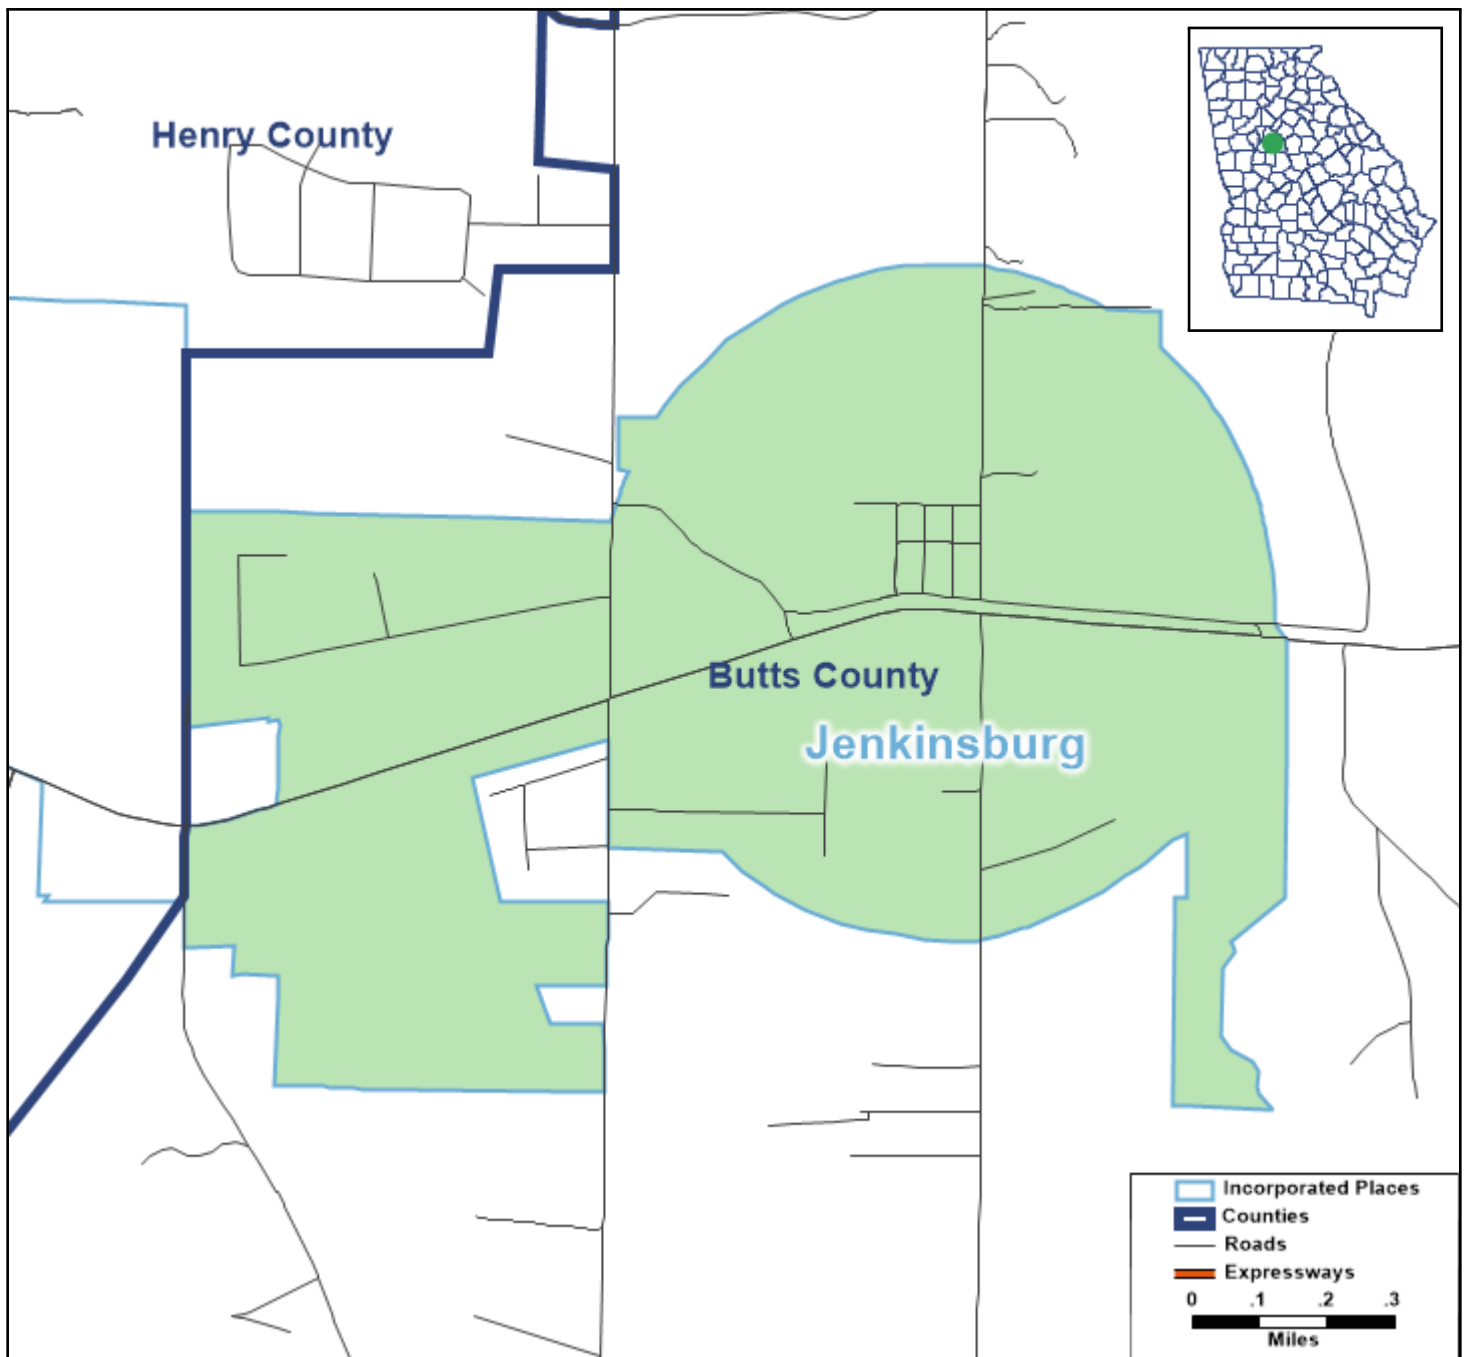 Henry County
Butts County
Jenkinsburg
Incorporated Places
Counties
Roads
Expressways
0 .1 .2 .3
Miles